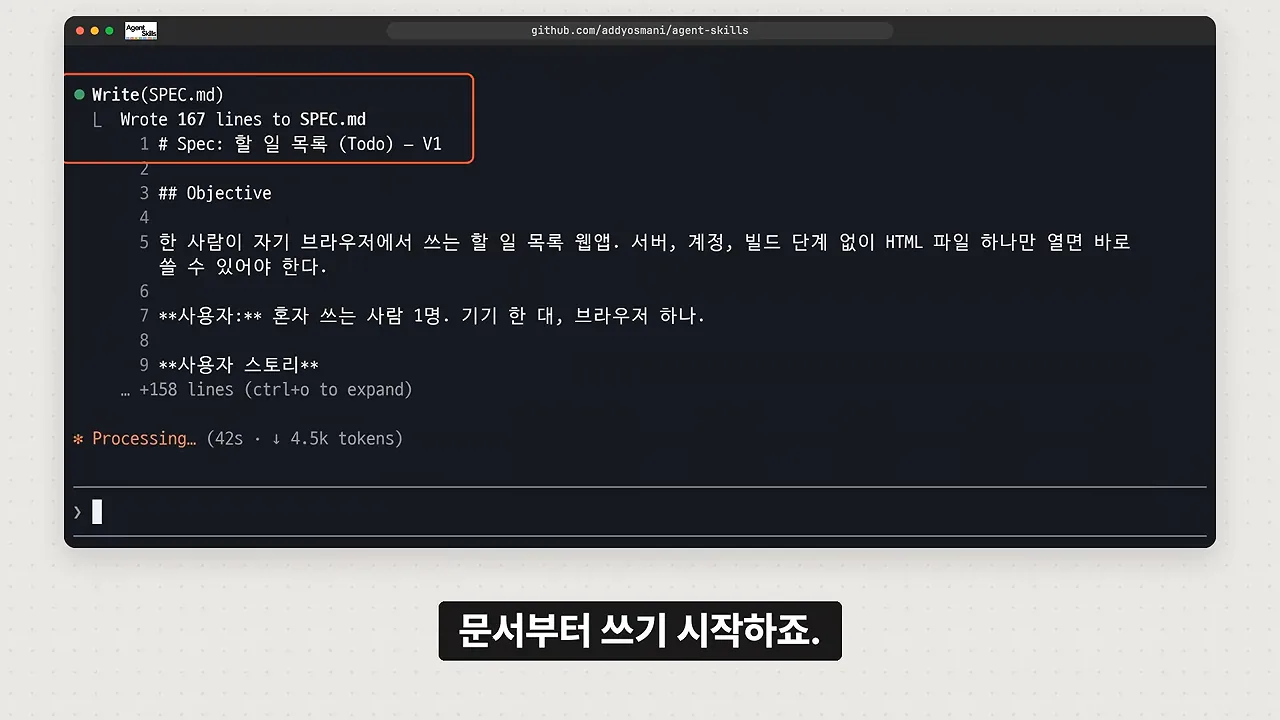 Agent Skills
github.com/addyosmani/agent-skills
● Write(SPEC.md)
⎿ Wrote 167 lines to SPEC.md
1 # Spec: 할 일 목록 (Todo) — V1
2
3 ## Objective
4
5 한 사람이 자기 브라우저에서 쓰는 할 일 목록 웹앱. 서버, 계정, 빌드 단계 없이 HTML 파일 하나만 열면 바로
쓸 수 있어야 한다.
6
7 **사용자:** 혼자 쓰는 사람 1명. 기기 한 대, 브라우저 하나.
8
9 **사용자 스토리**
… +158 lines (ctrl+o to expand)
✻ Processing… (42s · ↓ 4.5k tokens)
❯
문서부터 쓰기 시작하죠.